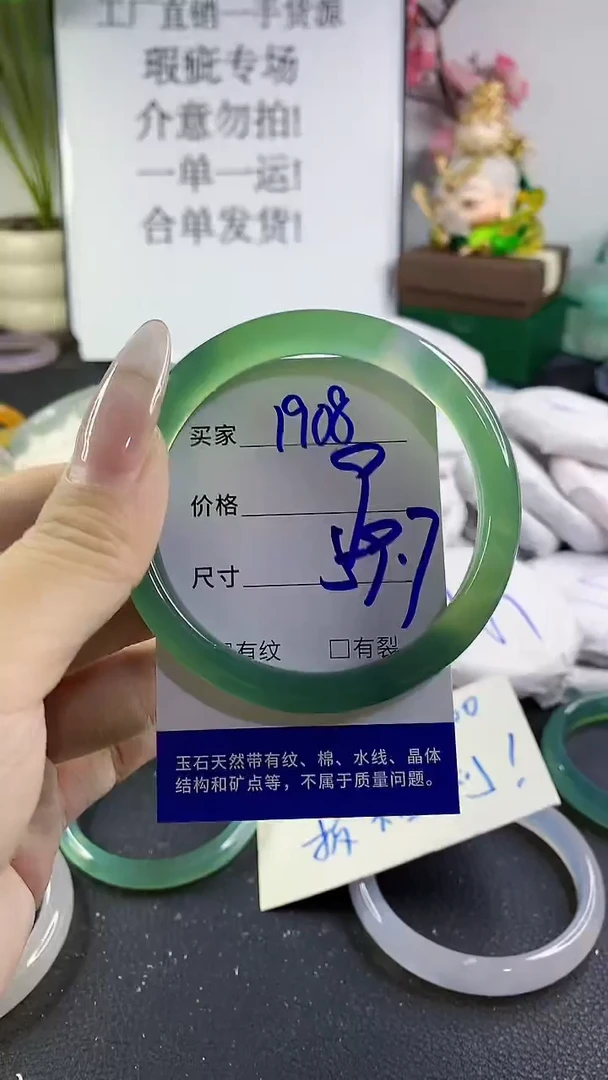 工厂直销一手货源
瑕疵专场
介意勿拍!
一单一运!
合单发货!
买家 1908
价格
尺寸 59.7
有纹 □有裂
玉石天然带有纹、棉、水线、晶体
结构和矿点等，不属于质量问题。